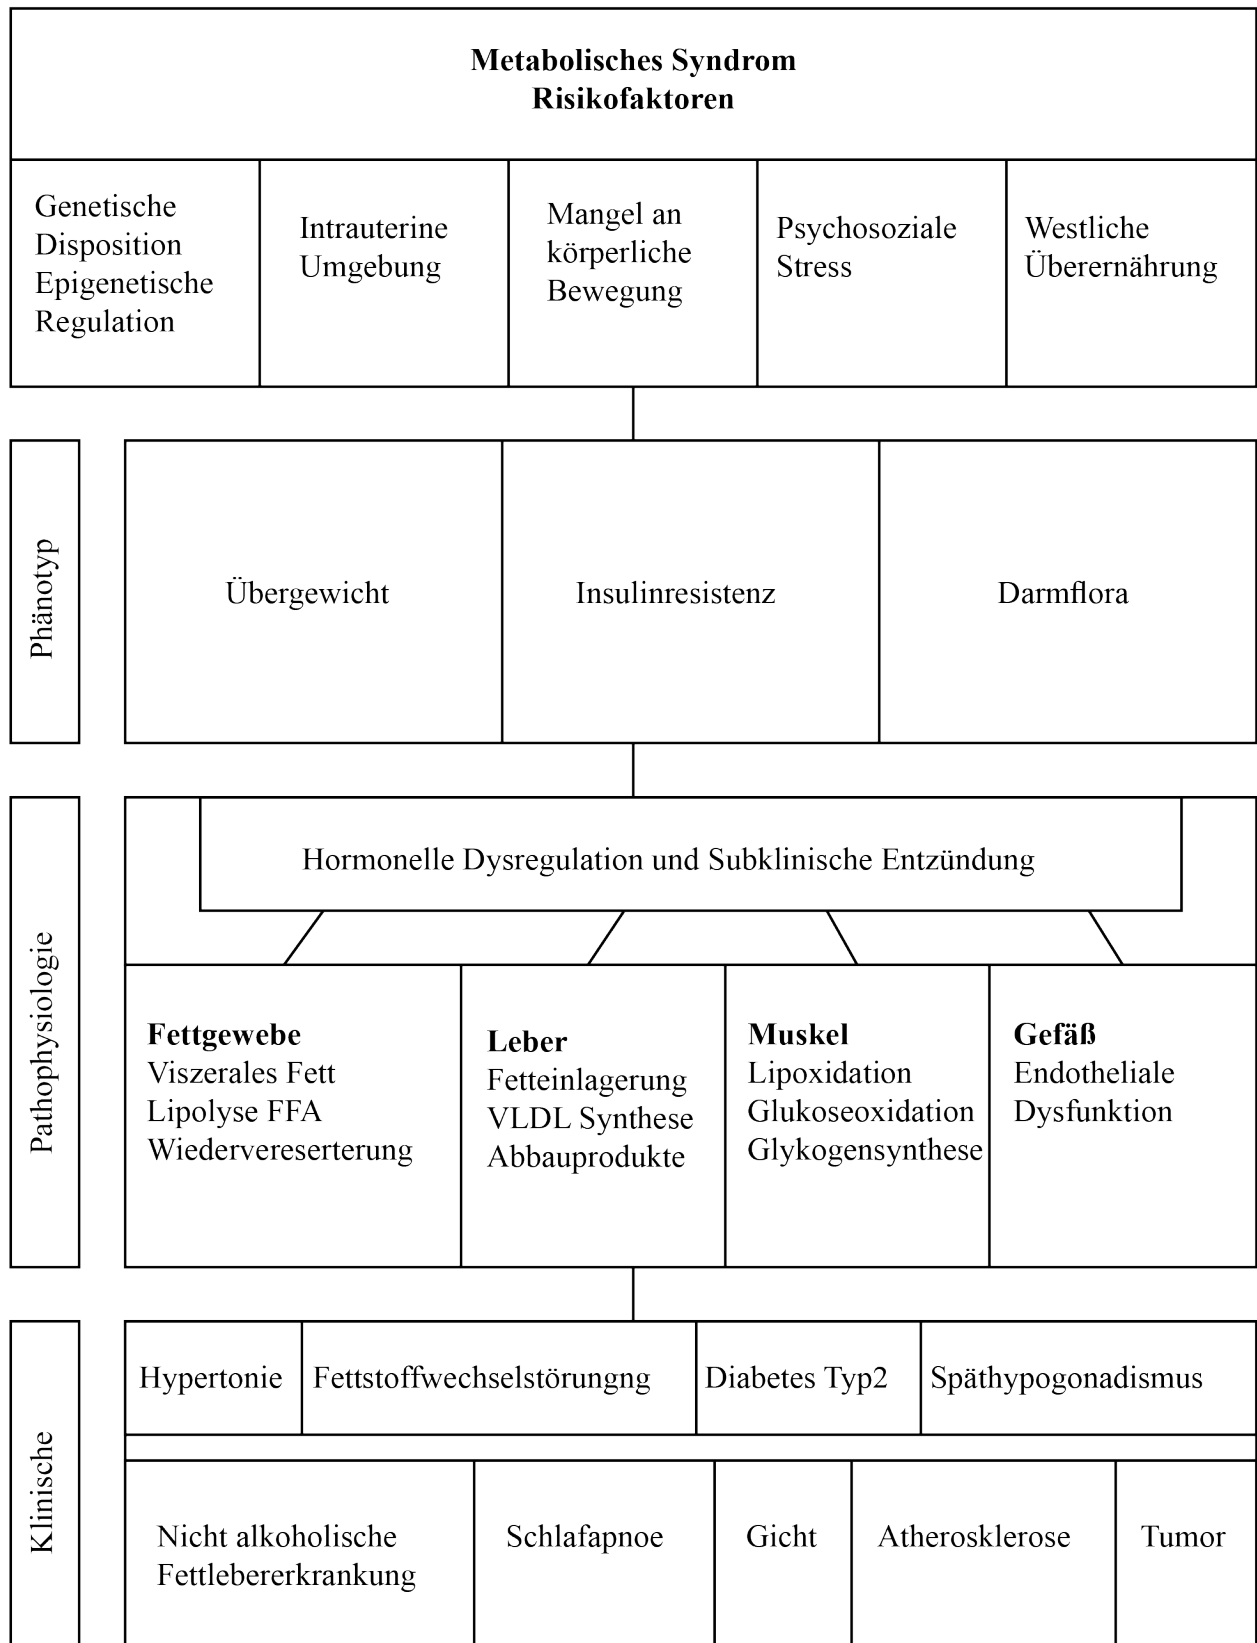 Metabolisches Syndrom
Risikofaktoren
Genetische
Disposition
Epigenetische
Regulation
Intrauterine
Umgebung
Mangel an
körperliche
Bewegung
Psychosoziale
Stress
Westliche
Überernährung
Phänotyp
Übergewicht
Insulinresistenz
Darmflora
Pathophysiologie
Hormonelle Dysregulation und Subklinische Entzündung
Fettgewebe
Viszerales Fett
Lipolyse FFA
Wiedervereserterung
Leber
Fetteinlagerung
VLDL Synthese
Abbauprodukte
Muskel
Lipoxidation
Glukoseoxidation
Glykogensynthese
Gefäß
Endotheliale
Dysfunktion
Klinische
Hypertonie
Fettstoffwechselstörungng
Diabetes Typ2
Späthypogonadismus
Nicht alkoholische
Fettlebererkrankung
Schlafapnoe
Gicht
Atherosklerose
Tumor